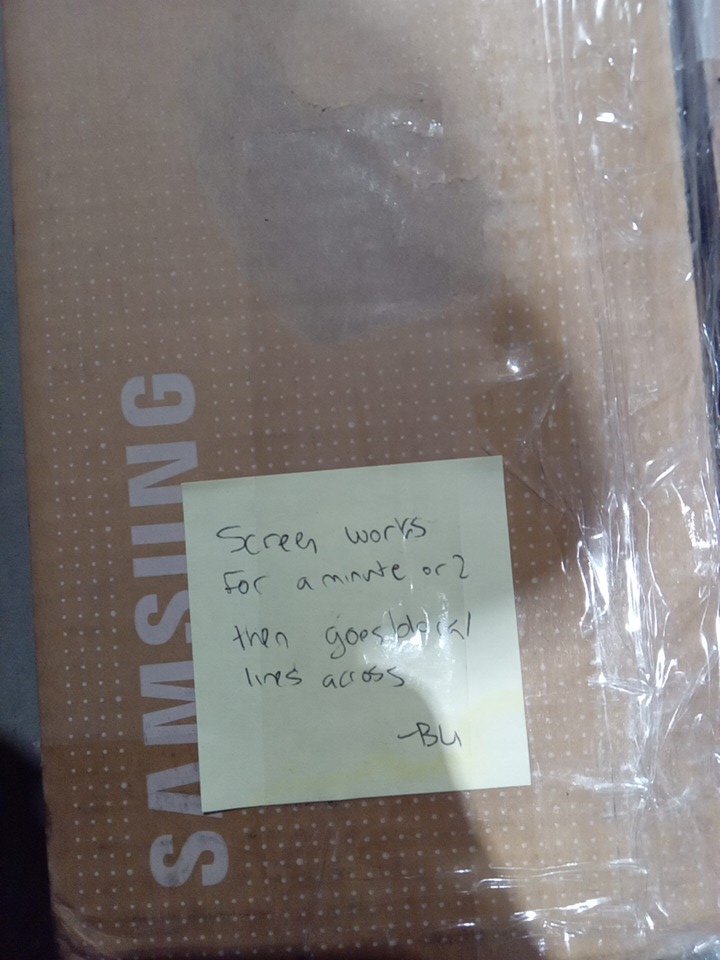 SAMSUNG
Screen works
for a minute or 2
then goes black/
lines across